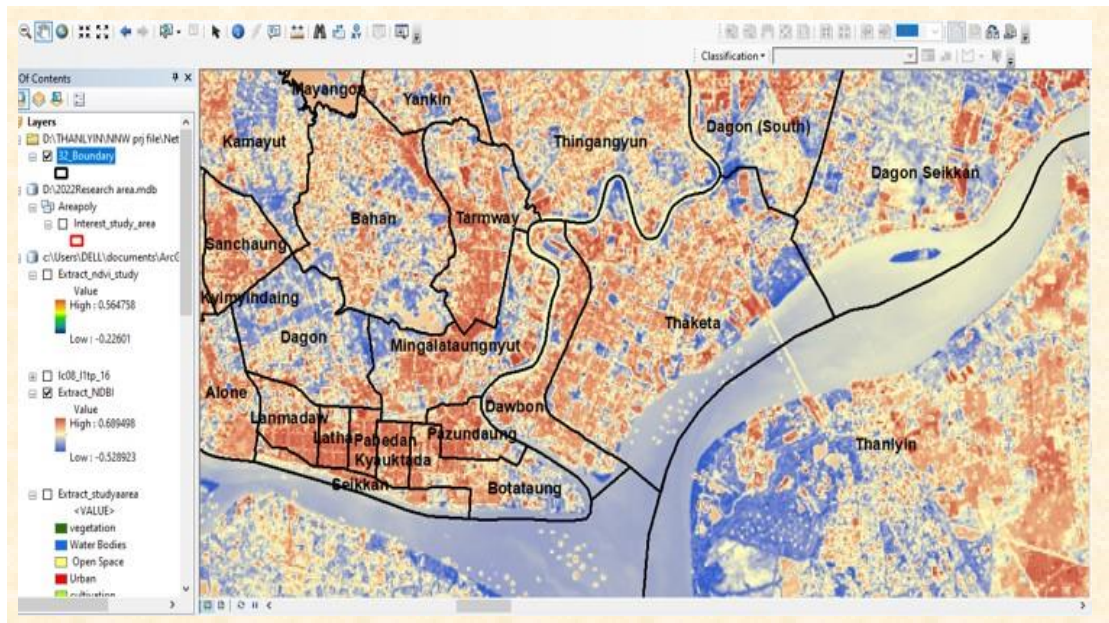 Classification
Of Contents
Layers
D:\THANLYIN\NNW prj file\Net
32_Boundary
D:\2022Research area.mdb
Areapoly
Interest_study_area
c:\Users\DELL\documents\ArcG
Extract_ndvi_study
Value
High : 0.564758
Low : -0.22601
lc08_l1tp_16
Extract_NDBI
Value
High : 0.689498
Low : -0.528923
Extract_studyaarea
<VALUE>
vegetation
Water Bodies
Open Space
Urban
cultivation
Mayangon
Yankin
Kamayut
Thingangyun
Dagon (South)
Dagon Seikkan
Bahan
Tarmway
Sanchaung
Kyimyindaing
Dagon
Mingalataungnyut
Thaketa
Alone
Lanmadaw
Latha
Pabedan
Pazundaung
Dawbon
Kyauktada
Seikkan
Botataung
Thanlyin